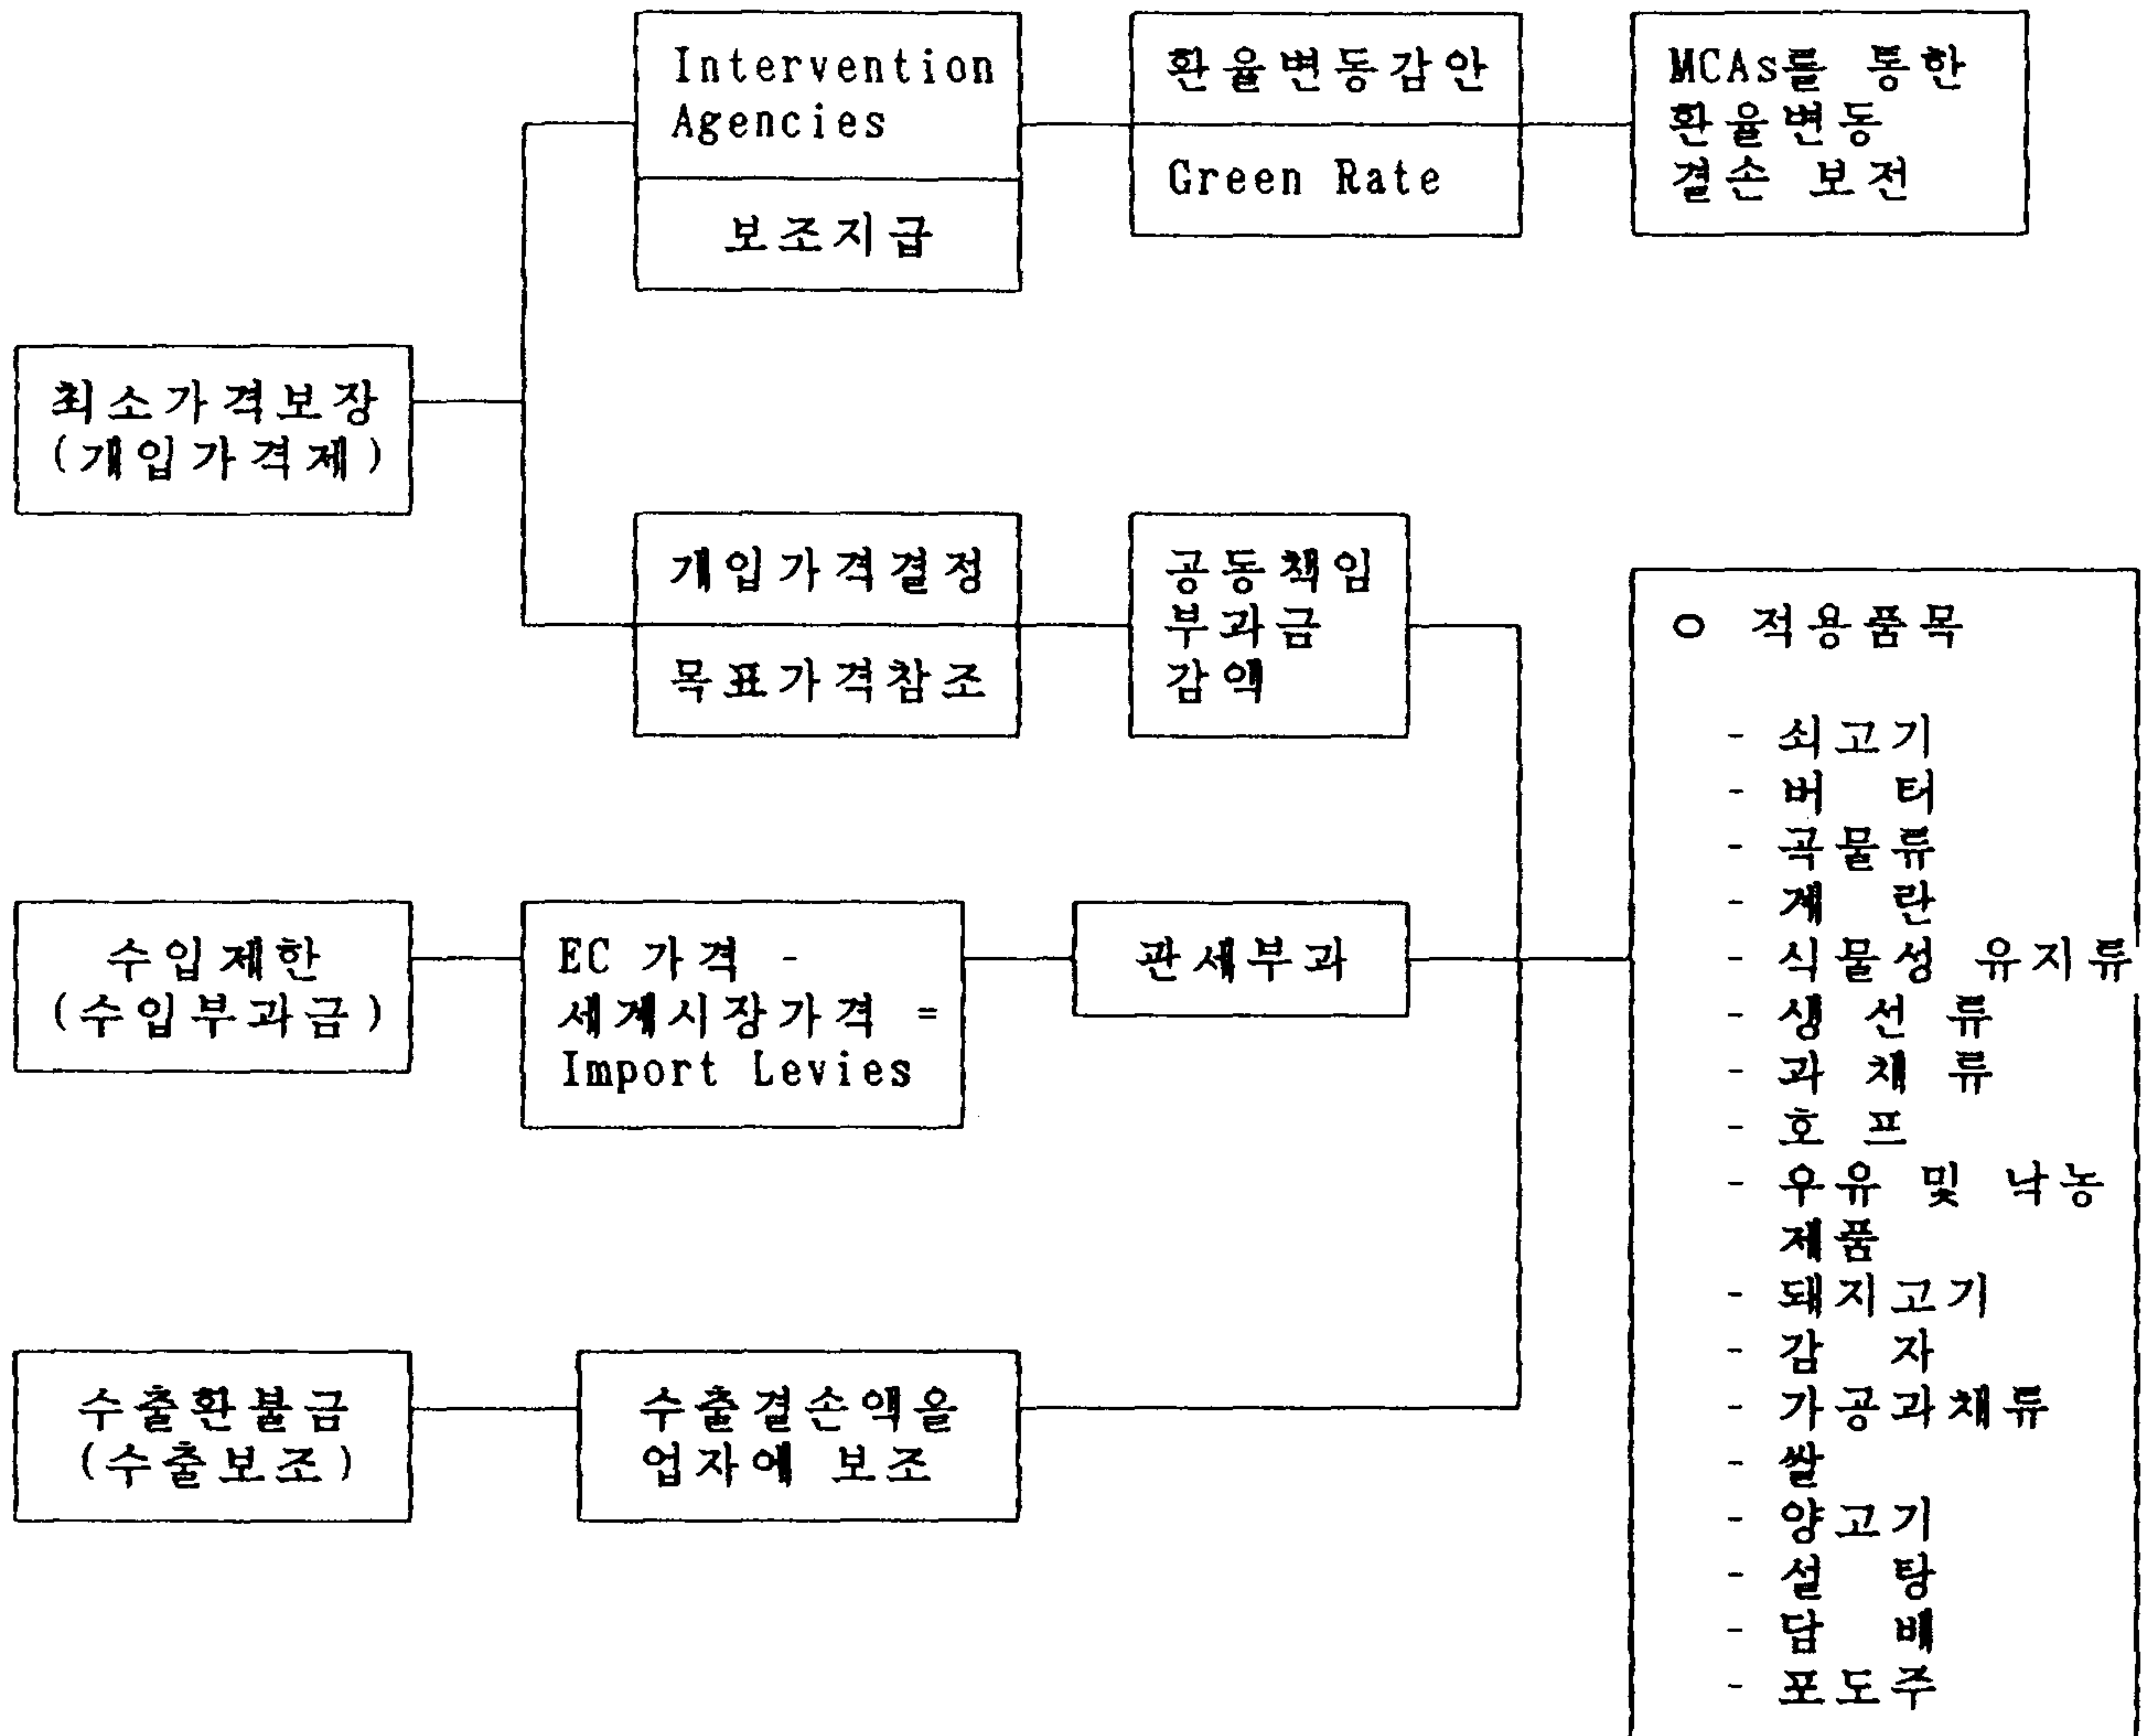 Intervention
Agencies
보조지급
환율변동감안
Green Rate
MCAs를 통한
환율변동
결손 보전
최소가격보장
(개입가격제)
개입가격결정
목표가격참조
공동책임
부과금
감액
수입제한
(수입부과금)
EC 가격 -
세계시장가격 =
Import Levies
관세부과
수출환불금
(수출보조)
수출결손액을
업자에 보조
o 적용품목
- 쇠고기
- 버 터
- 곡물류
- 계 란
- 식물성 유지류
- 생 선 류
- 과 채 류
- 호 프
- 우유 및 낙농
제품
- 돼지고기
- 감 자
- 가공과채류
- 쌀
- 양고기
- 설 탕
- 담 배
- 포도주